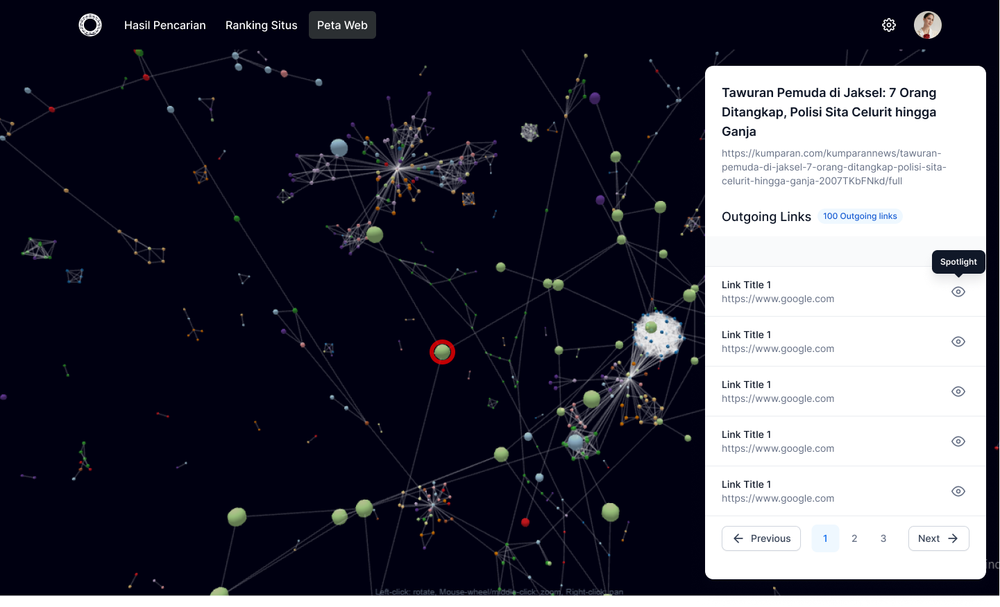 Hasil Pencarian
Ranking Situs
Peta Web
Tawuran Pemuda di Jaksel: 7 Orang
Ditangkap, Polisi Sita Celurit hingga
Ganja
https://kumparan.com/kumparannews/tawuran-
pemuda-di-jaksel-7-orang-ditangkap-polisi-sita-
celurit-hingga-ganja-2007TKbFNkd/full
Outgoing Links
100 Outgoing links
Spotlight
Link Title 1
https://www.google.com
Link Title 1
https://www.google.com
Link Title 1
https://www.google.com
Link Title 1
https://www.google.com
Link Title 1
https://www.google.com
Previous
1
2
3
Next
Left-click: rotate, Mouse-wheel/middle-click: zoom, Right-click: pan